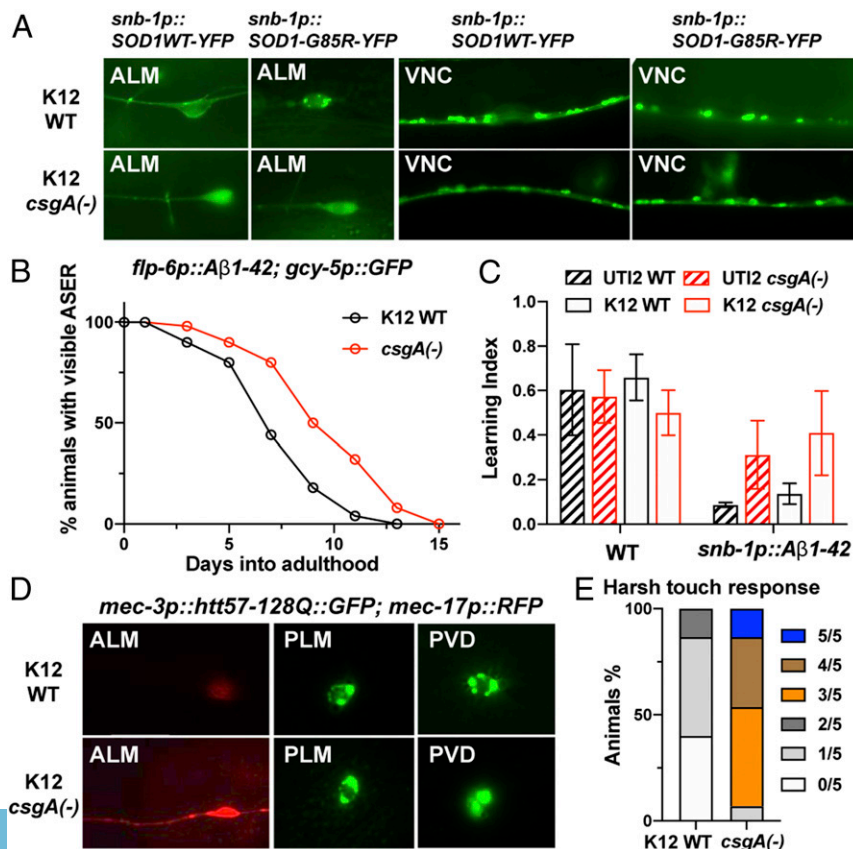 A
snb-1p::
SOD1WT-YFP
snb-1p::
SOD1-G85R-YFP
snb-1p::
SOD1WT-YFP
snb-1p::
SOD1-G85R-YFP
K12
WT
ALM
ALM
VNC
VNC
K12
csgA(-)
ALM
ALM
VNC
VNC
B
flp-6p::Aβ1-42; gcy-5p::GFP
% animals with visible ASER
100
50
0
K12 WT
csgA(-)
0
5
10
15
Days into adulthood
C
UTI2 WT
UTI2 csgA(-)
K12 WT
K12 csgA(-)
Learning Index
1.0
0.8
0.6
0.4
0.2
0.0
WT
snb-1p::Aβ1-42
D
mec-3p::htt57-128Q::GFP; mec-17p::RFP
K12
WT
ALM
PLM
PVD
K12
csgA(-)
ALM
PLM
PVD
E
Harsh touch response
Animals %
100
50
0
5/5
4/5
3/5
2/5
1/5
0/5
K12 WT
csgA(-)